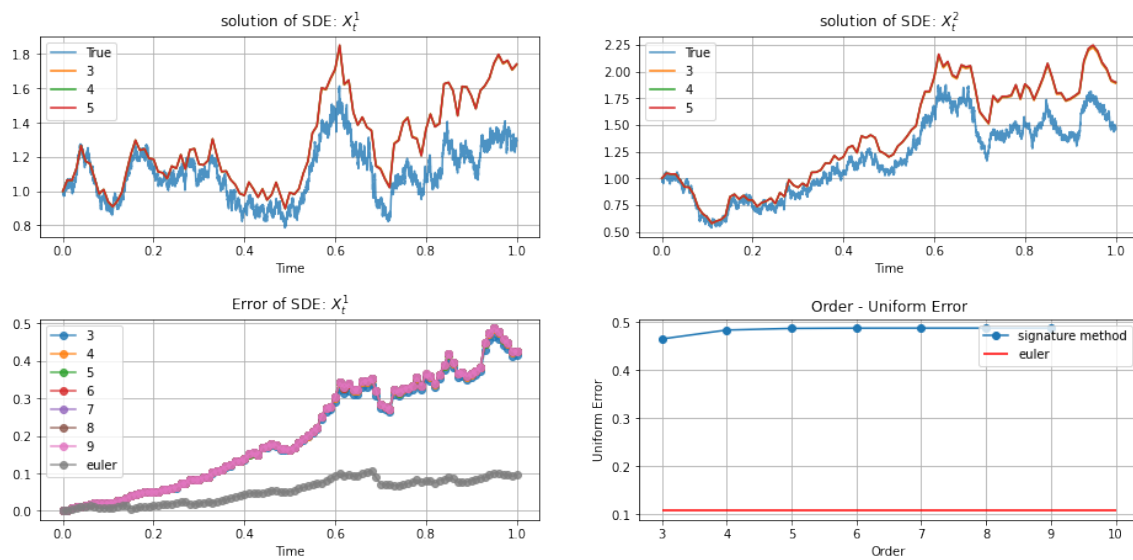 solution of SDE: X_t^1
True
3
4
5
1.8
1.6
1.4
1.2
1.0
0.8
0.0 0.2 0.4 0.6 0.8 1.0
Time
solution of SDE: X_t^2
True
3
4
5
2.25
2.00
1.75
1.50
1.25
1.00
0.75
0.50
0.0 0.2 0.4 0.6 0.8 1.0
Time
Error of SDE: X_t^1
3
4
5
6
7
8
9
euler
0.5
0.4
0.3
0.2
0.1
0.0
0.0 0.2 0.4 0.6 0.8 1.0
Time
Order - Uniform Error
signature method
euler
Uniform Error
0.5
0.4
0.3
0.2
0.1
3 4 5 6 7 8 9 10
Order